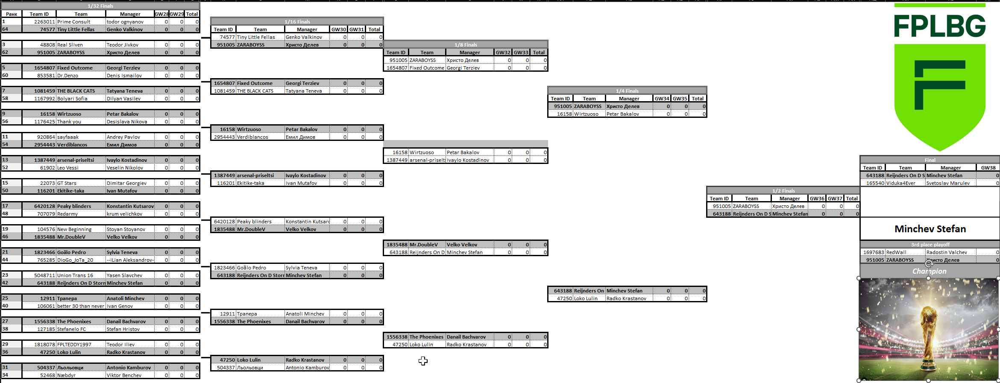 1/32 Finals
Ранк Team ID Team Manager GW28 GW29 Total
1 2263011 Prime Consult todor ognyanov 0 0 0
64 74577 Tiny Little Fellas Genko Valkinov 0 0 0
3 48808 Real Sliven Teodor Jivkov 0 0 0
62 951005 ZARABOYSS Христо Делев 0 0 0
5 1654807 Fixed Outcome Georgi Terziev 0 0 0
60 853581 Dr.Denzo Denis Ismailov 0 0 0
7 1081459 THE BLACK CATS Tatyana Teneva 0 0 0
58 1167992 Bolyari Sofia Dilyan Vasilev 0 0 0
9 16158 Wirtzuoso Petar Bakalov 0 0 0
56 1176425 Thank you Desislava Nikova 0 0 0
11 920864 sayfaaak Andrey Pavlov 0 0 0
54 2954443 Verdiblancos Емил Димов 0 0 0
13 1387449 arsenal-priseltsi Ivaylo Kostadinov 0 0 0
52 61902 Leo Vessi Veselin Nikolov 0 0 0
15 22073 GT Stars Dimitar Georgiev 0 0 0
50 116201 Ekitike-taka Ivan Mutafov 0 0 0
17 6420128 Peaky blinders Konstantin Kutsarov 0 0 0
48 707079 Redarmy krum velichkov 0 0 0
19 104576 New Beginning Stoyan Stoyanov 0 0 0
46 1835488 Mr.DoubleV Velko Velkov 0 0 0
21 1823466 Goãlo Pedro Sylvia Teneva 0 0 0
44 765285 DioGo_JoTa_20 --iLian Aleksandrov- 0 0 0
23 5048711 Union Trans 16 Yasen Slavchev 0 0 0
42 643188 Reijnders On D Storr Minchev Stefan 0 0 0
25 12911 Tpaнepa Anatoli Minchev 0 0 0
40 106061 better 30 than never Ivan Genov 0 0 0
27 1556338 The Phoenixes Danail Bachvarov 0 0 0
38 127185 Stefanelo FC Stefan Hristov 0 0 0
29 1818078 FPLTEDDY1997 Teodor Iliev 0 0 0
36 47250 Loko Lulin Radko Krastanov 0 0 0
31 504337 Льольовци Antonio Kamburov 0 0 0
34 52468 Næbdyr Viktor Benchev 0 0 0
1/16 Finals
Team ID Team Manager GW30 GW31 Total
74577 Tiny Little Fellas Genko Valkinov 0 0 0
951005 ZARABOYSS Христо Делев 0 0 0
1654807 Fixed Outcome Georgi Terziev 0 0 0
1081459 THE BLACK CATS Tatyana Teneva 0 0 0
16158 Wirtzuoso Petar Bakalov 0 0 0
2954443 Verdiblancos Емил Димов 0 0 0
1387449 arsenal-priseltsi Ivaylo Kostadinov 0 0 0
116201 Ekitike-taka Ivan Mutafov 0 0 0
6420128 Peaky blinders Konstantin Kutsarc 0 0 0
1835488 Mr.DoubleV Velko Velkov 0 0 0
1823466 Goãlo Pedro Sylvia Teneva 0 0 0
643188 Reijnders On D Storr Minchev Stefan 0 0 0
12911 Tpaнepa Anatoli Minchev 0 0 0
1556338 The Phoenixes Danail Bachvarov 0 0 0
47250 Loko Lulin Radko Krastanov 0 0 0
504337 Льольовци Antonio Kamburov 0 0 0
1/8 Finals
Team ID Team Manager GW32 GW33 Total
951005 ZARABOYSS Христо Делев 0 0 0
1654807 Fixed Outcome Georgi Terziev 0 0 0
16158 Wirtzuoso Petar Bakalov 0 0 0
1387449 arsenal-priselts Ivaylo Kostadinov 0 0 0
1835488 Mr.DoubleV Velko Velkov 0 0 0
643188 Reijnders On D Minchev Stefan 0 0 0
1556338 The Phoenixes Danail Bachvarov 0 0 0
47250 Loko Lulin Radko Krastanov 0 0 0
1/4 Finals
Team ID Team Manager GW34 GW35 Total
951005 ZARABOYSS Христо Делев 0 0 0
16158 Wirtzuoso Petar Bakalov 0 0 0
643188 Reijnders On Minchev Stefan 0 0 0
47250 Loko Lulin Radko Krastanov 0 0 0
1/2 Finals
Team ID Team Manager GW36 GW37 Total
951005 ZARABOYSS Христо Делев 0 0 0
643188 Reijnders On D S Minchev Stefan 0 0 0
FPLBG
Final
Team ID Team Manager GW38
643188 Reijnders On D S Minchev Stefan 0
165540 Viduka4Ever Svetoslav Marulev 0
Minchev Stefan
3rd place playoff
1697683 RedWall Radostin Valchev 0
951005 ZARABOYSS Христо Делев 0
Champion